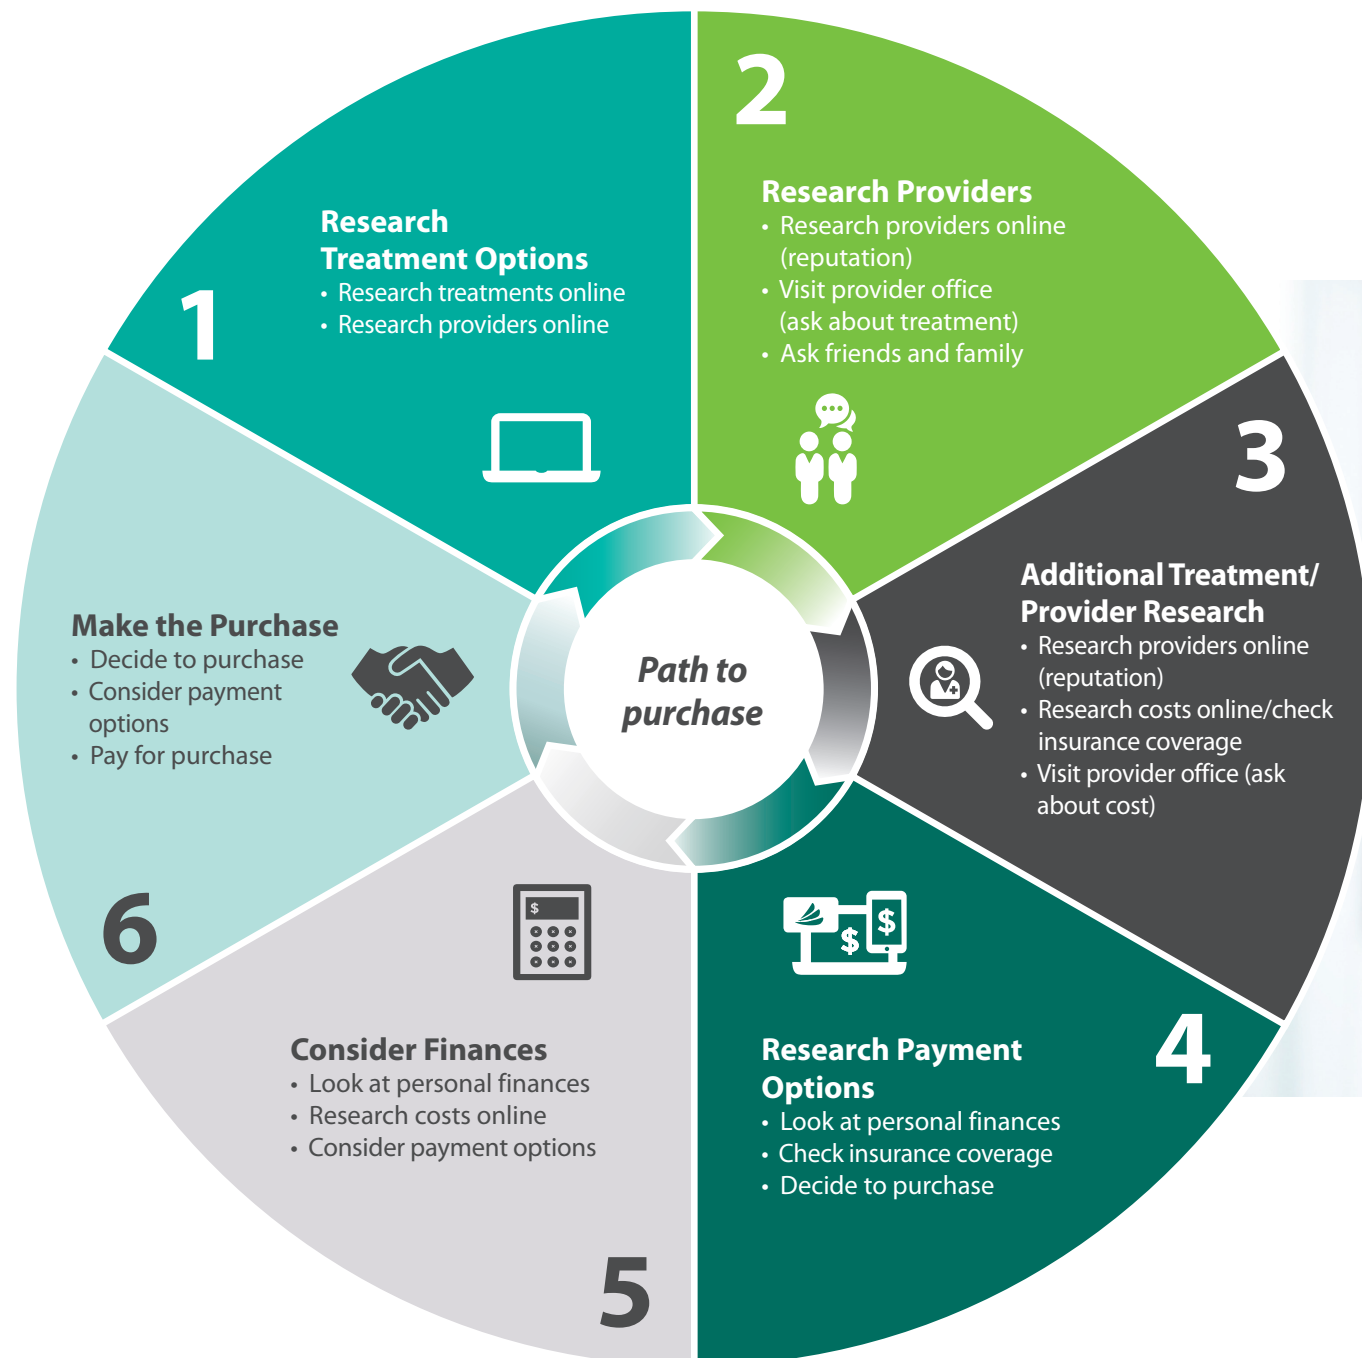 1
Research
Treatment Options
• Research treatments online
• Research providers online
2
Research Providers
• Research providers online
(reputation)
• Visit provider office
(ask about treatment)
• Ask friends and family
3
Additional Treatment/
Provider Research
• Research providers online
(reputation)
• Research costs online/check
insurance coverage
• Visit provider office (ask
about cost)
4
$
$
Research Payment
Options
• Look at personal finances
• Check insurance coverage
• Decide to purchase
5
$
Consider Finances
• Look at personal finances
• Research costs online
• Consider payment options
6
Make the Purchase
• Decide to purchase
• Consider payment
options
• Pay for purchase
Path to
purchase